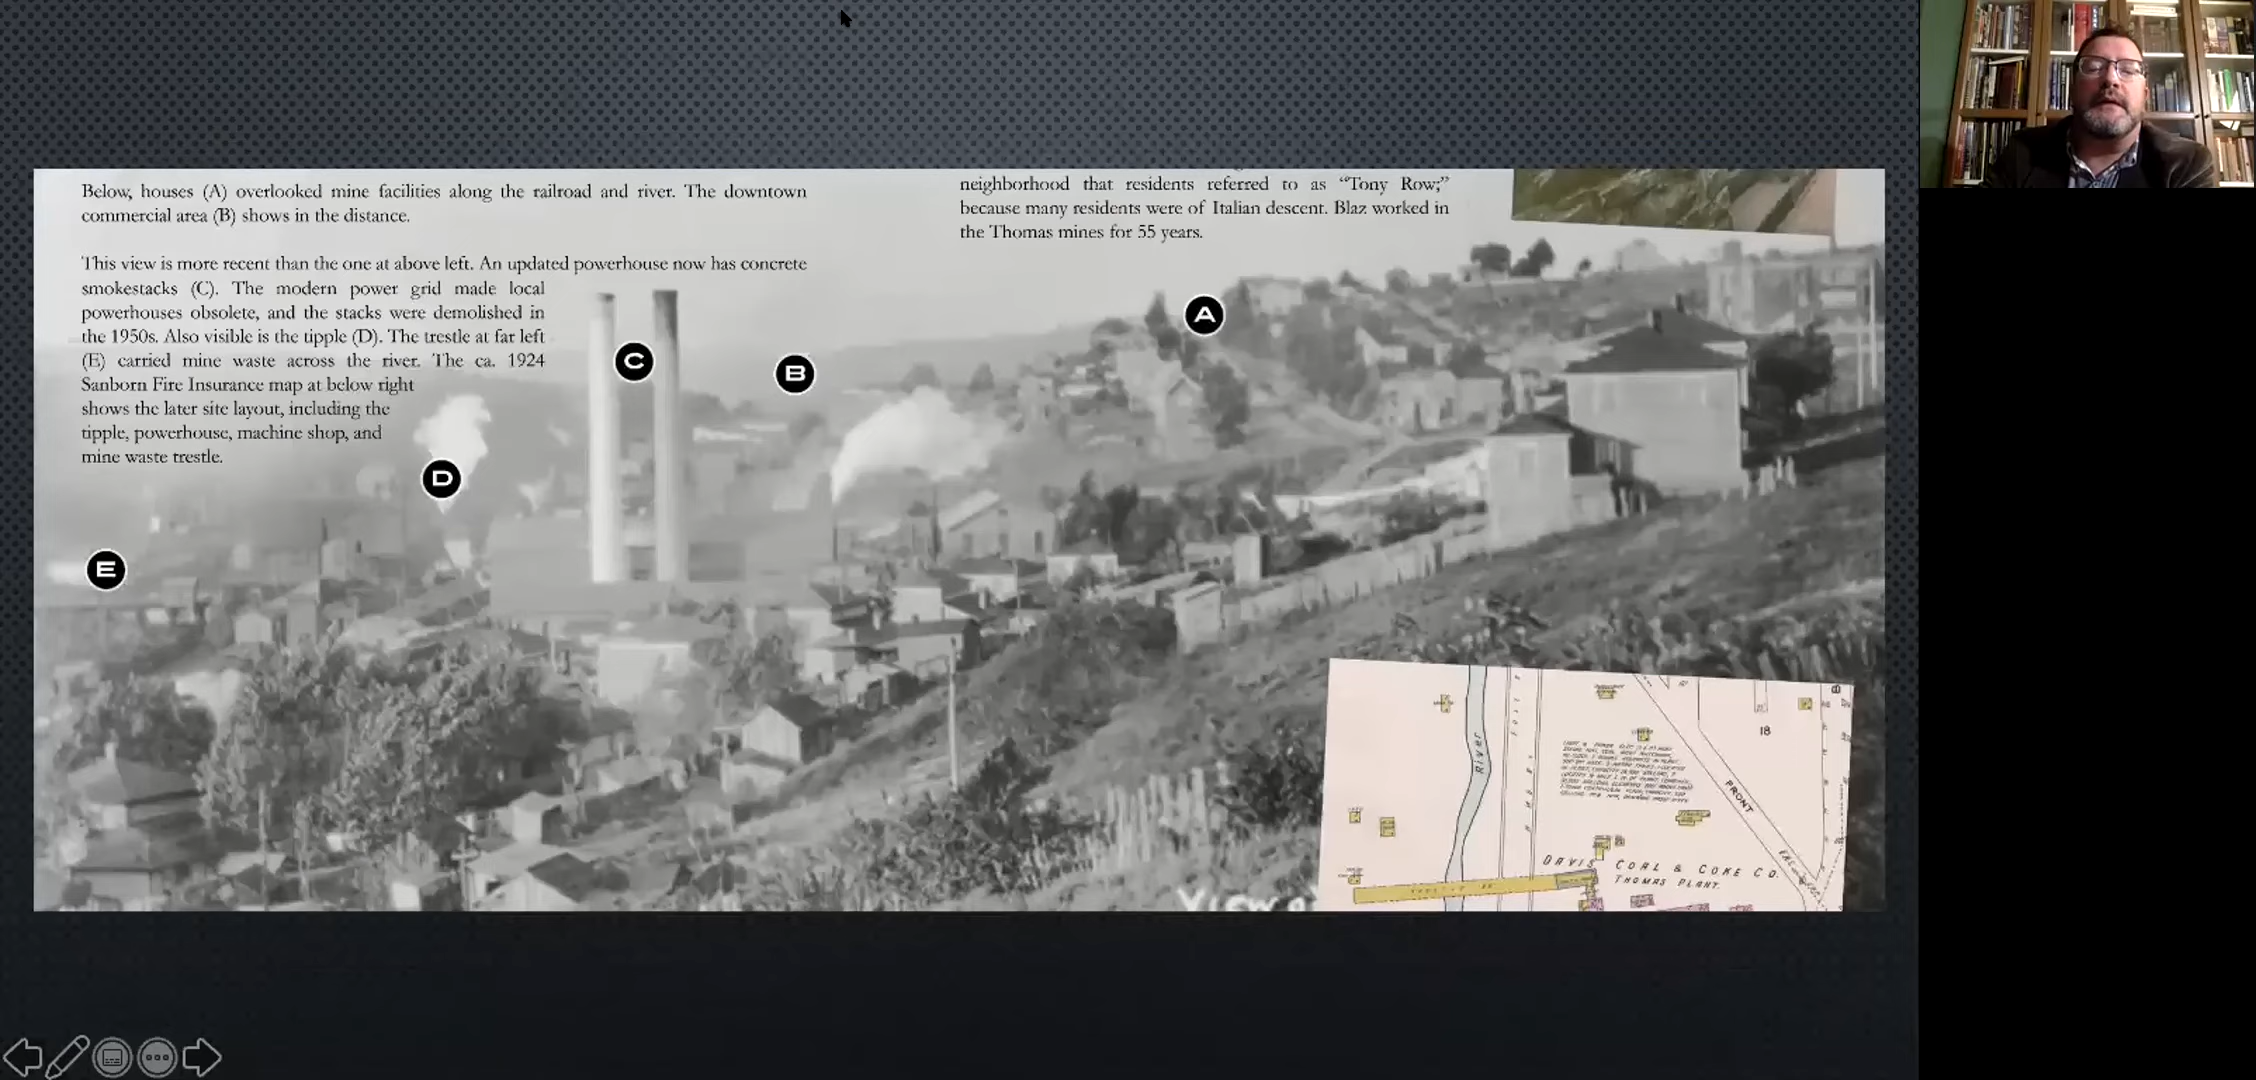 Below, houses (A) overlooked mine facilities along the railroad and river. The downtown
commercial area (B) shows in the distance.
This view is more recent than the one at above left. An updated powerhouse now has concrete
smokestacks (C). The modern power grid made local
powerhouses obsolete, and the stacks were demolished in
the 1950s. Also visible is the tipple (D). The trestle at far left
(E) carried mine waste across the river. The ca. 1924
Sanborn Fire Insurance map at below right
shows the later site layout, including the
tipple, powerhouse, machine shop, and
mine waste trestle.
neighborhood that residents referred to as “Tony Row;”
because many residents were of Italian descent. Blaz worked in
the Thomas mines for 55 years.
A
B
C
D
E
View
River
18
FRONT
DAVIS COAL & COKE CO.
THOMAS PLANT.